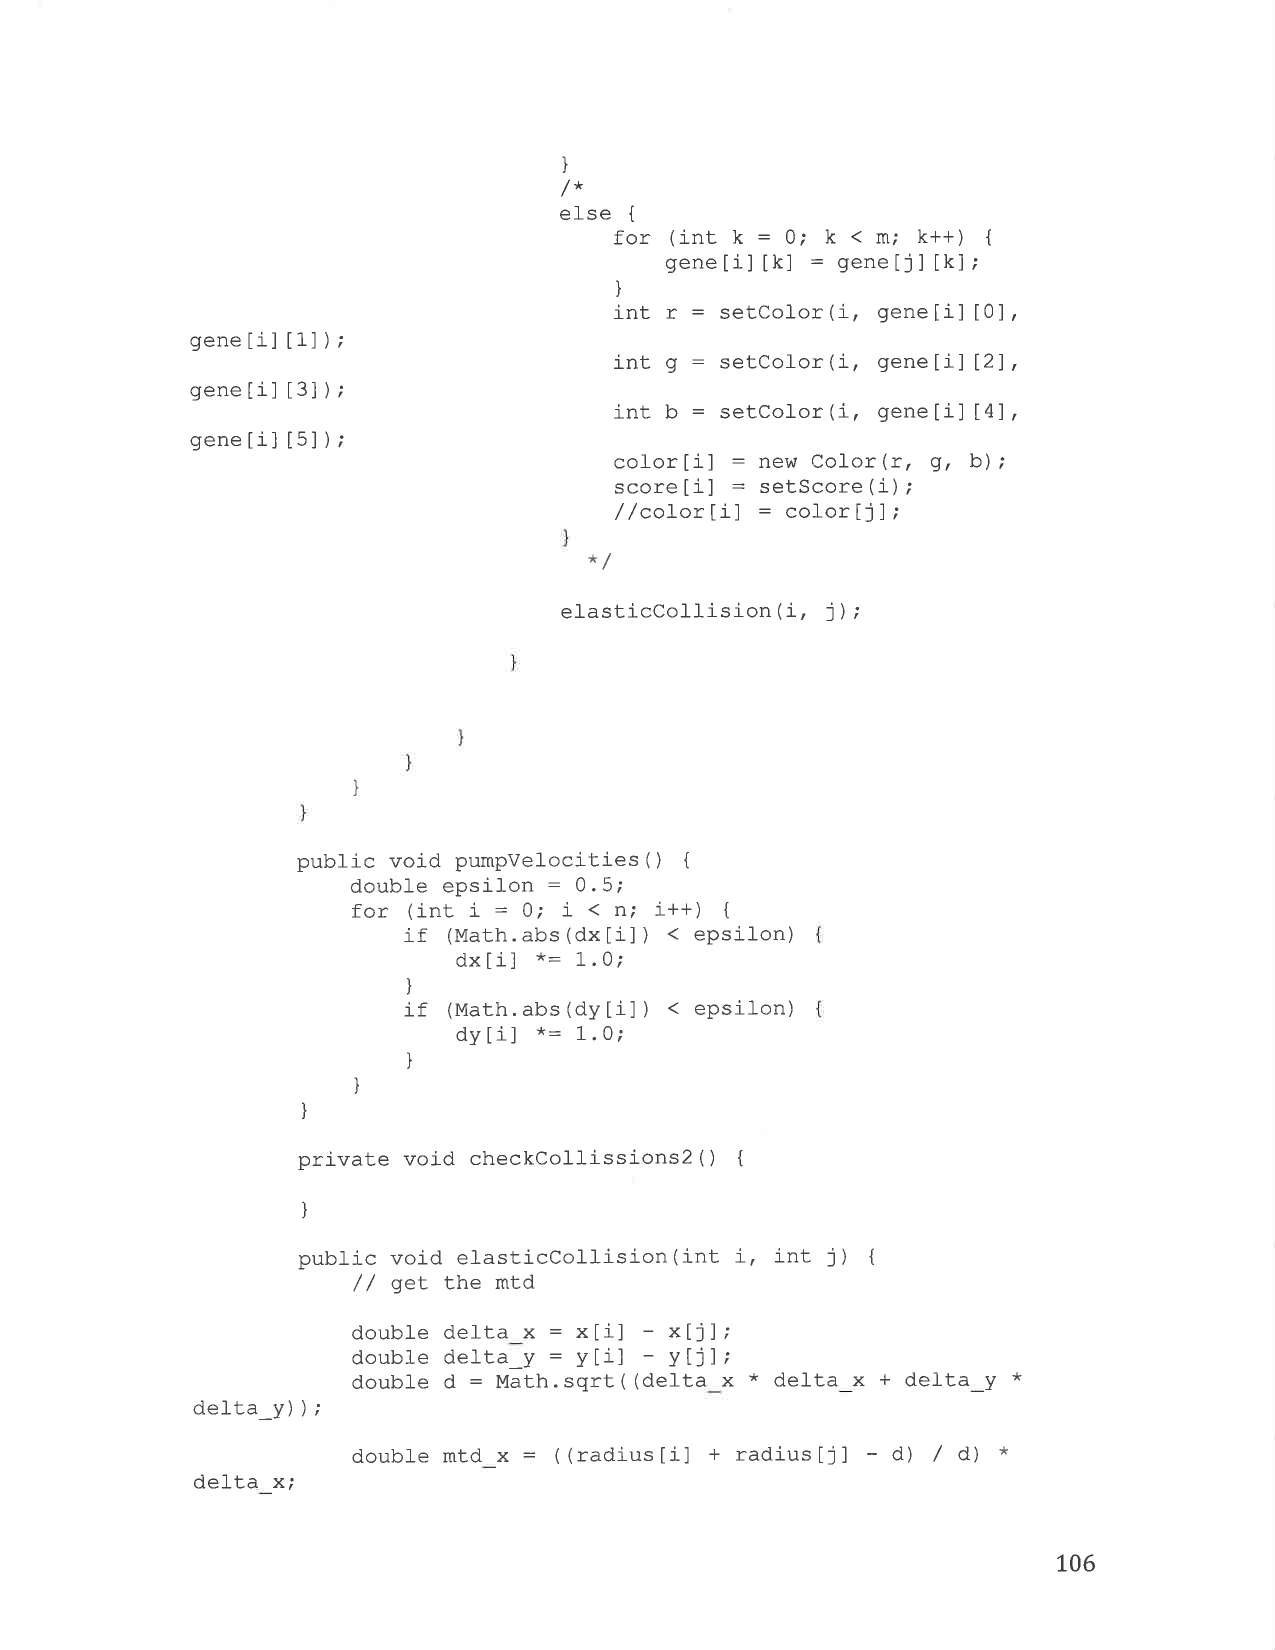 }
/*
else {
for (int k = 0; k < m; k++) {
gene[i][k] = gene[j][k];
}
int r = setColor(i, gene[i][0],
gene[i][1]);
int g = setColor(i, gene[i][2],
gene[i][3]);
int b = setColor(i, gene[i][4],
gene[i][5]);
color[i] = new Color(r, g, b);
score[i] = setScore(i);
//color[i] = color[j];
}
*/
elasticCollision(i, j);
}
}
}
}
}
public void pumpVelocities() {
double epsilon = 0.5;
for (int i = 0; i < n; i++) {
if (Math.abs(dx[i]) < epsilon) {
dx[i] *= 1.0;
}
if (Math.abs(dy[i]) < epsilon) {
dy[i] *= 1.0;
}
}
}
private void checkCollissions2() {
}
public void elasticCollision(int i, int j) {
// get the mtd
double delta_x = x[i] - x[j];
double delta_y = y[i] - y[j];
double d = Math.sqrt((delta_x * delta_x + delta_y *
delta_y));
double mtd_x = ((radius[i] + radius[j] - d) / d) *
delta_x;
106